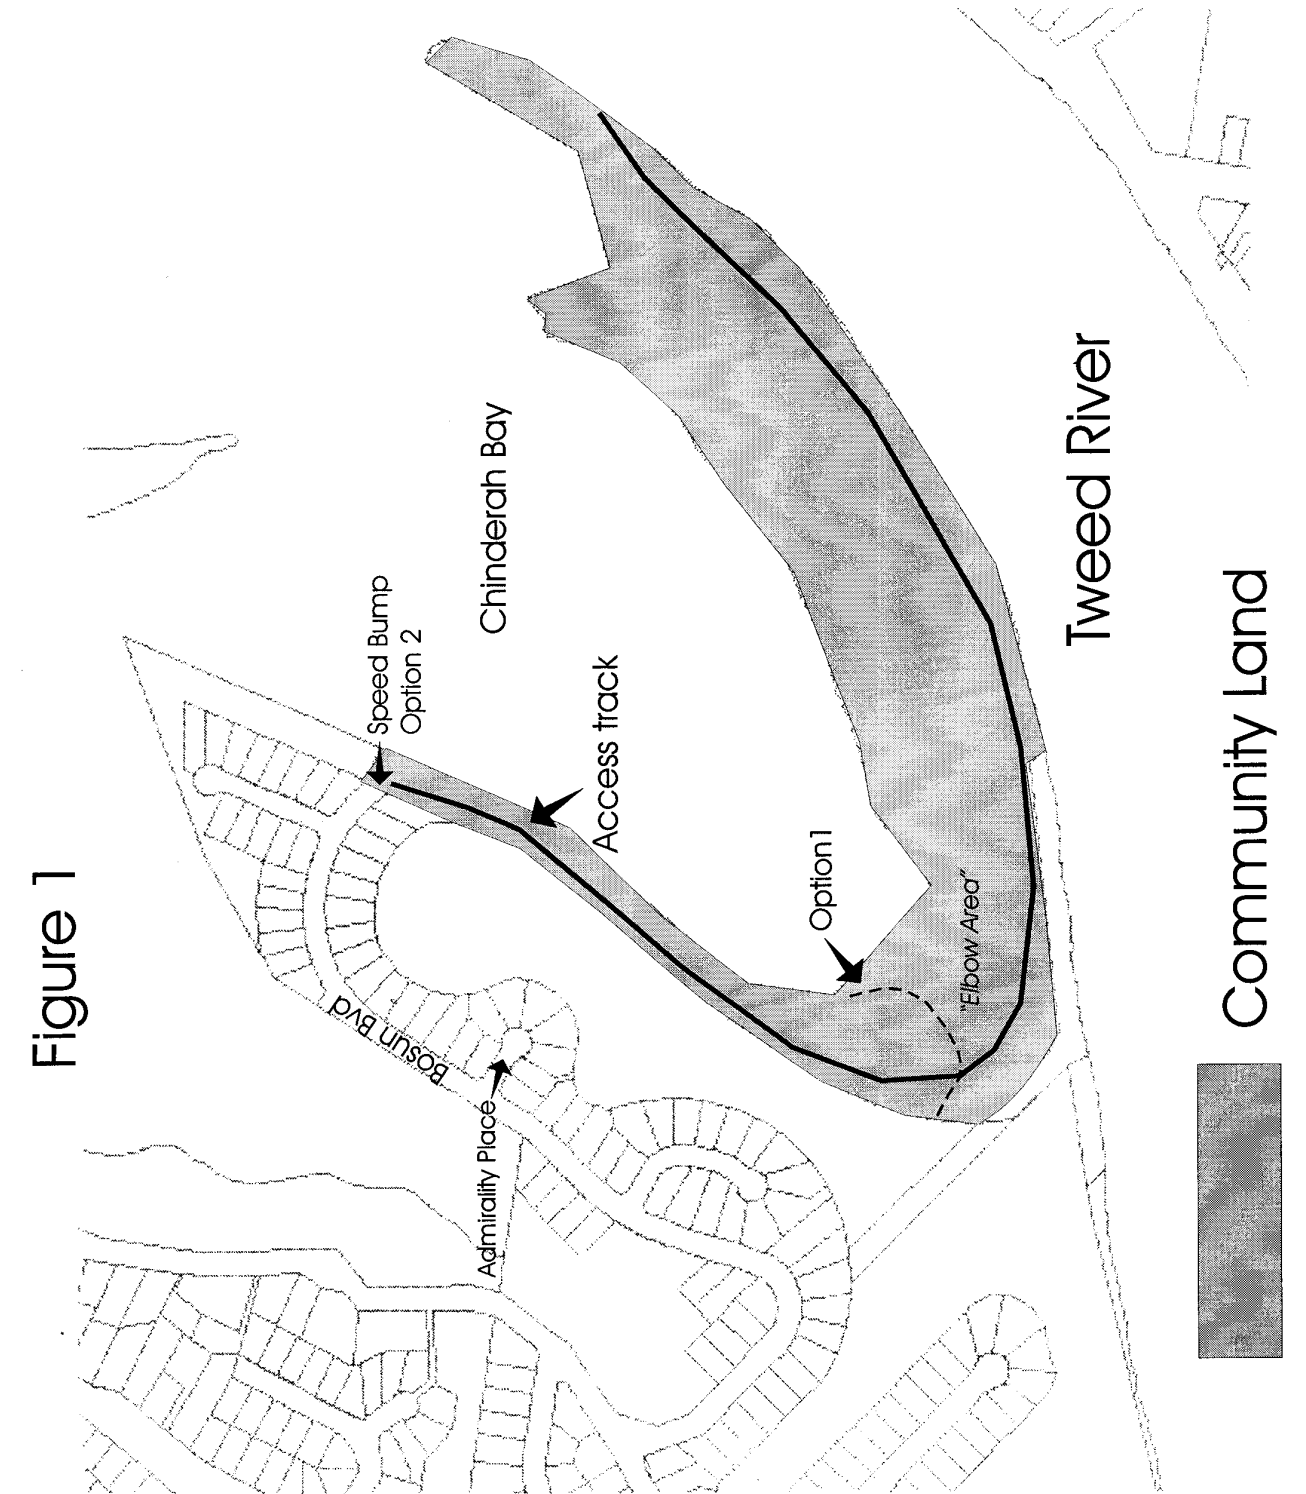 Figure 1
Speed Bump
Option 2
Chinderah Bay
Access track
Option1
"Elbow Area"
Bosun Bvd
Admirality Place
Tweed River
Community Land